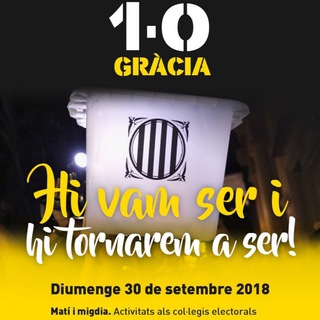 1-O
GRÀCIA
Hi vam ser i
hi tornarem a ser!
Diumenge 30 de setembre 2018
Matí i migdia. Activitats als col·legis electorals